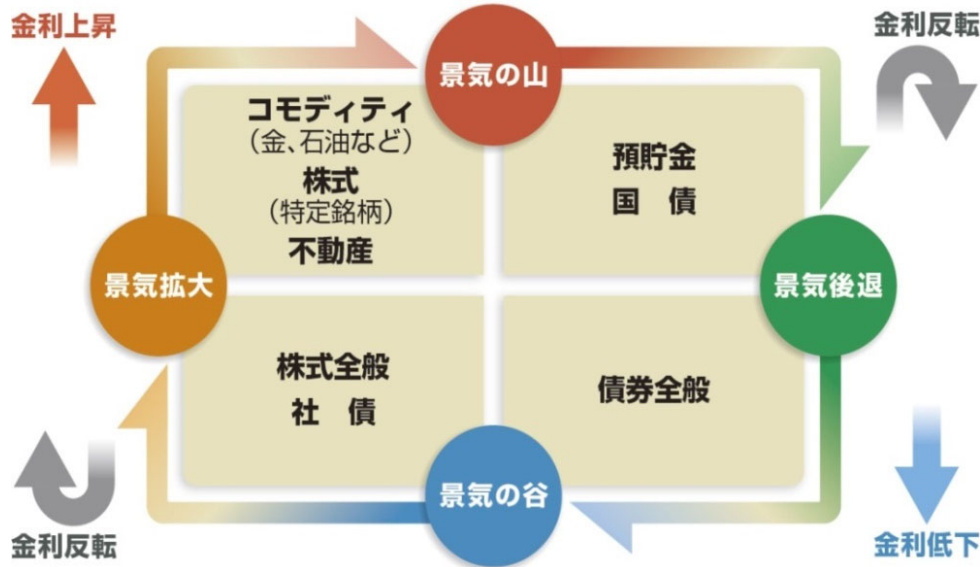 金利上昇
景気の山
金利反転
コモディティ
(金、石油など)
株式
(特定銘柄)
不動産
預貯金
国　債
景気拡大
景気後退
株式全般
社　債
債券全般
景気の谷
金利反転
金利低下